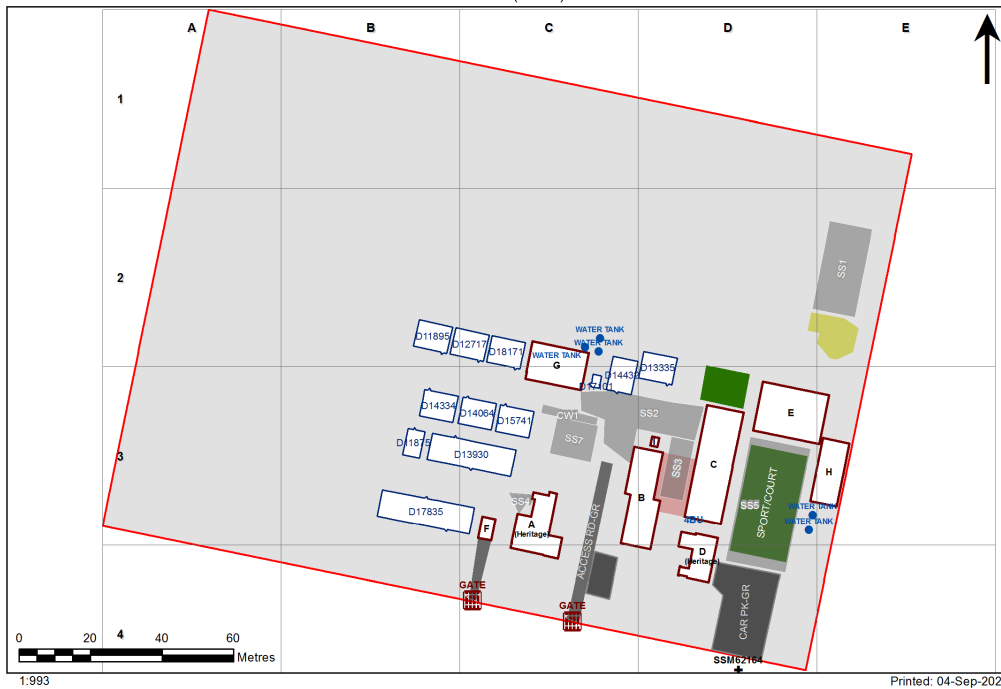 A B C D E
1
SS1
2
WATER TANK
WATER TANK
D11895 D12717 D18171
WATER TANK
G
D13335
D17101
D14334 D14064 D15741
CW1
SS2
E
SS7
I
D11875
D13930
3
SS3
C
H
SPORT/COURT
B
SS4
SS5
WATER TANK
D17835
4BU
WATER TANK
F
A
(Heritage)
ACCESS RD-GR
D
(Heritage)
GATE
GATE
CAR PK-GR
4
0 20 40 60
Metres
SSM62164
1:993
Printed: 04-Sep-202